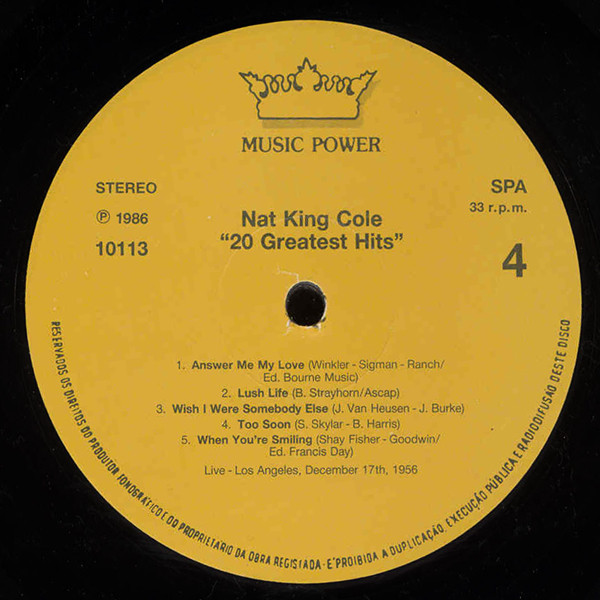 MUSIC POWER
STEREO
SPA
33 r.p.m.
℗ 1986
10113
Nat King Cole
“20 Greatest Hits”
4
1. Answer Me My Love (Winkler - Sigman - Ranch/
Ed. Bourne Music)
2. Lush Life (B. Strayhorn/Ascap)
3. Wish I Were Somebody Else (J. Van Heusen - J. Burke)
4. Too Soon (S. Skylar - B. Harris)
5. When You're Smiling (Shay Fisher - Goodwin/
Ed. Francis Day)
Live - Los Angeles, December 17th, 1956
RESERVADOS OS DIREITOS DO PRODUTOR FONOGRÁFICO E DO PROPRIETARIO DA OBRA REGISTADA - E' PROIBIDA A DUPLICAÇÃO, EXECUÇÃO PÚBLICA E RADIODIFUSAO DESTE DISCO